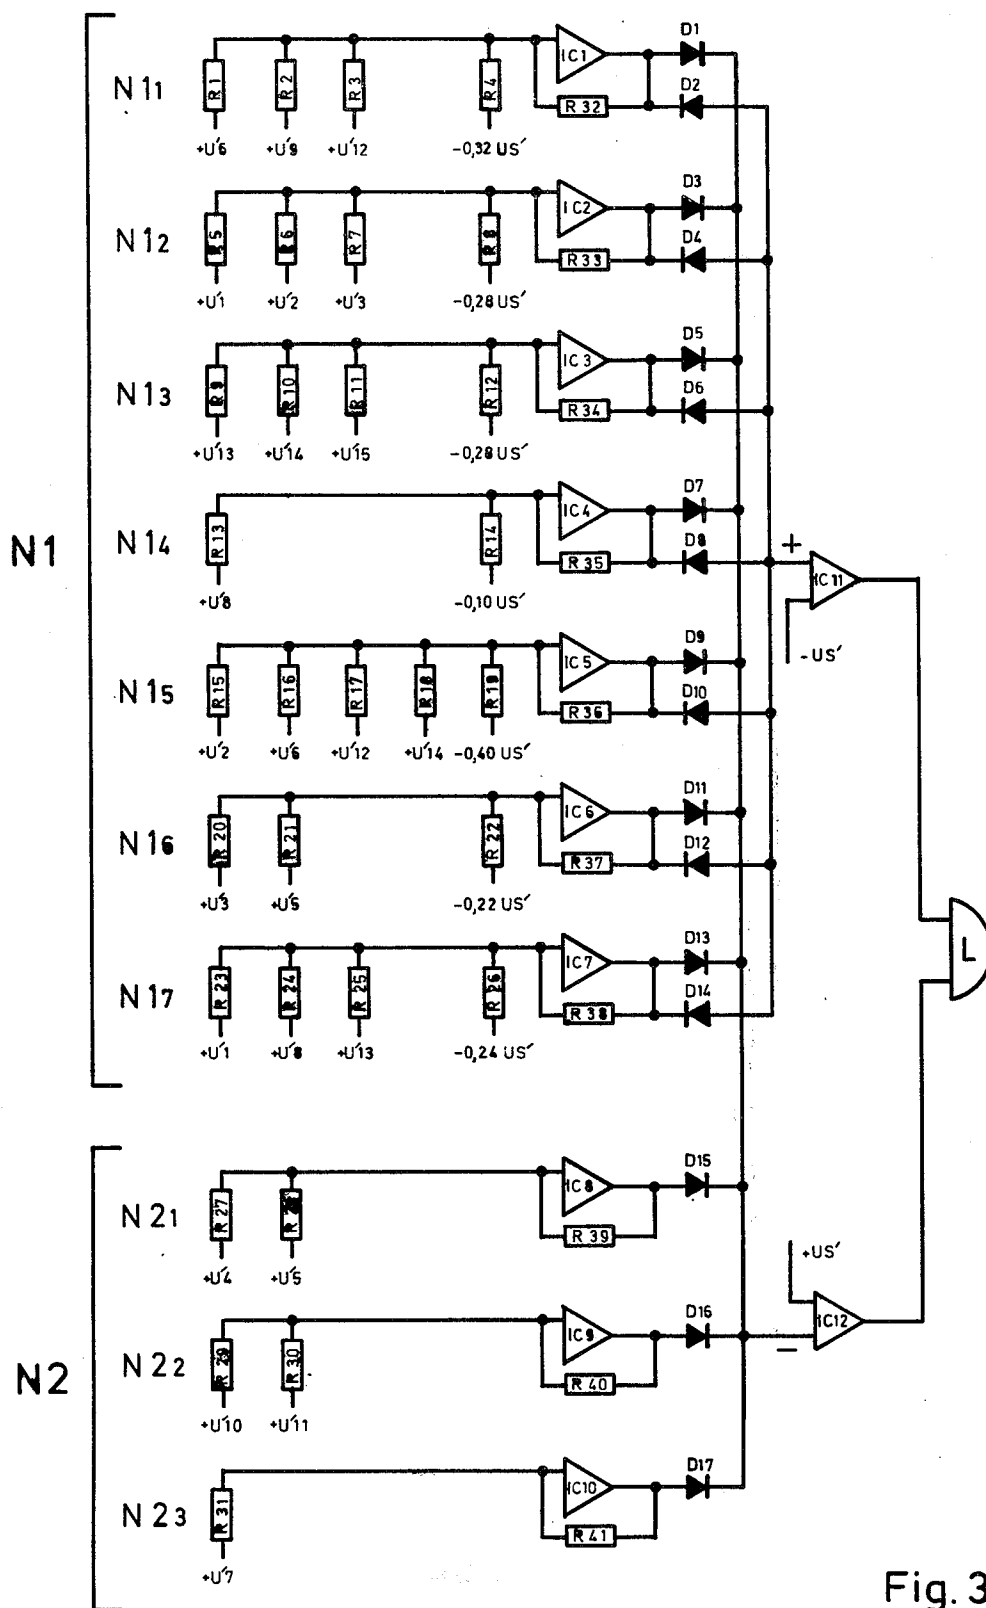 N1
N11
R1 R2 R3 R4
IC1
R32
D1
D2
+U'6 +U'9 +U'12 -0,32 US'
N12
R5 R6 R7 R8
IC2
R33
D3
D4
+U'1 +U'2 +U'3 -0,28 US'
N13
R9 R10 R11 R12
IC3
R34
D5
D6
+U'13 +U'14 +U'15 -0,28 US'
N14
R13 R14
IC4
R35
D7
D8
+U'8 -0,10 US'
+
IC11
-US'
N15
R15 R16 R17 R18 R19
IC5
R36
D9
D10
+U'2 +U'6 +U'12 +U'14 -0,40 US'
N16
R20 R21 R22
IC6
R37
D11
D12
+U'3 +U'5 -0,22 US'
L
N17
R23 R24 R25 R26
IC7
R38
D13
D14
+U'1 +U'8 +U'13 -0,24 US'
N2
N21
R27
IC8
R39
D15
+U'4 +U'5
+US'
IC12
–
N22
R29 R30
IC9
R40
D16
+U'10 +U'11
N23
R31
IC10
R41
D17
+U'7
Fig. 3